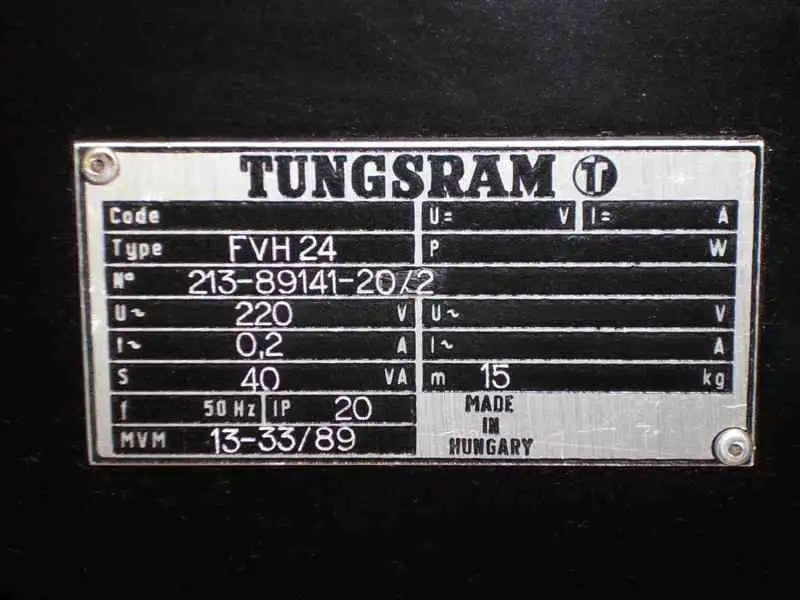 TUNGSRAM T
Code U= V I= A
Type FVH 24 P W
N° 213-89141-20/2
U~ 220 V U~ V
I~ 0,2 A I~ A
S 40 VA m 15 kg
f 50 Hz IP 20 MADE
IN
MVM 13-33/89 HUNGARY